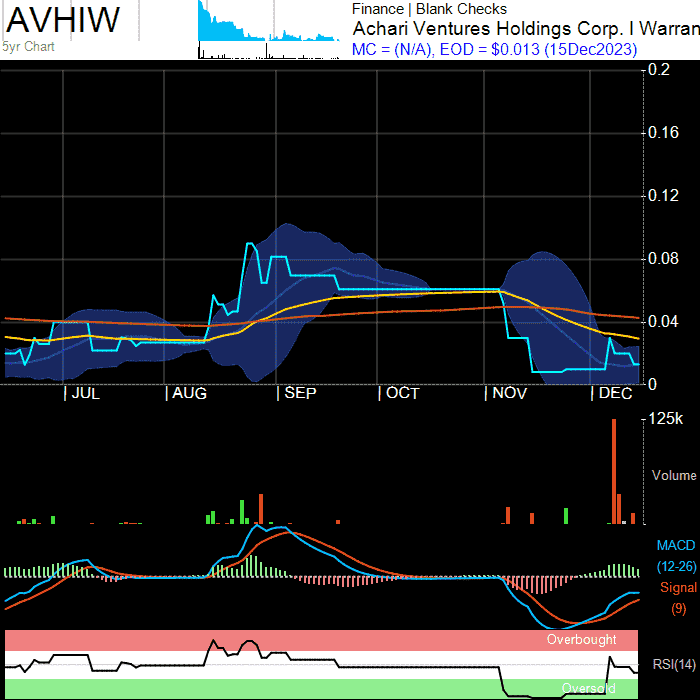 AVHIW
5yr Chart
Finance | Blank Checks
Achari Ventures Holdings Corp. I Warran
MC = (N/A), EOD = $0.013 (15Dec2023)
0.2
0.16
0.12
0.08
0.04
0
JUL AUG SEP OCT NOV DEC
125k
Volume
MACD
(12-26)
Signal
(9)
Overbought
RSI(14)
Oversold